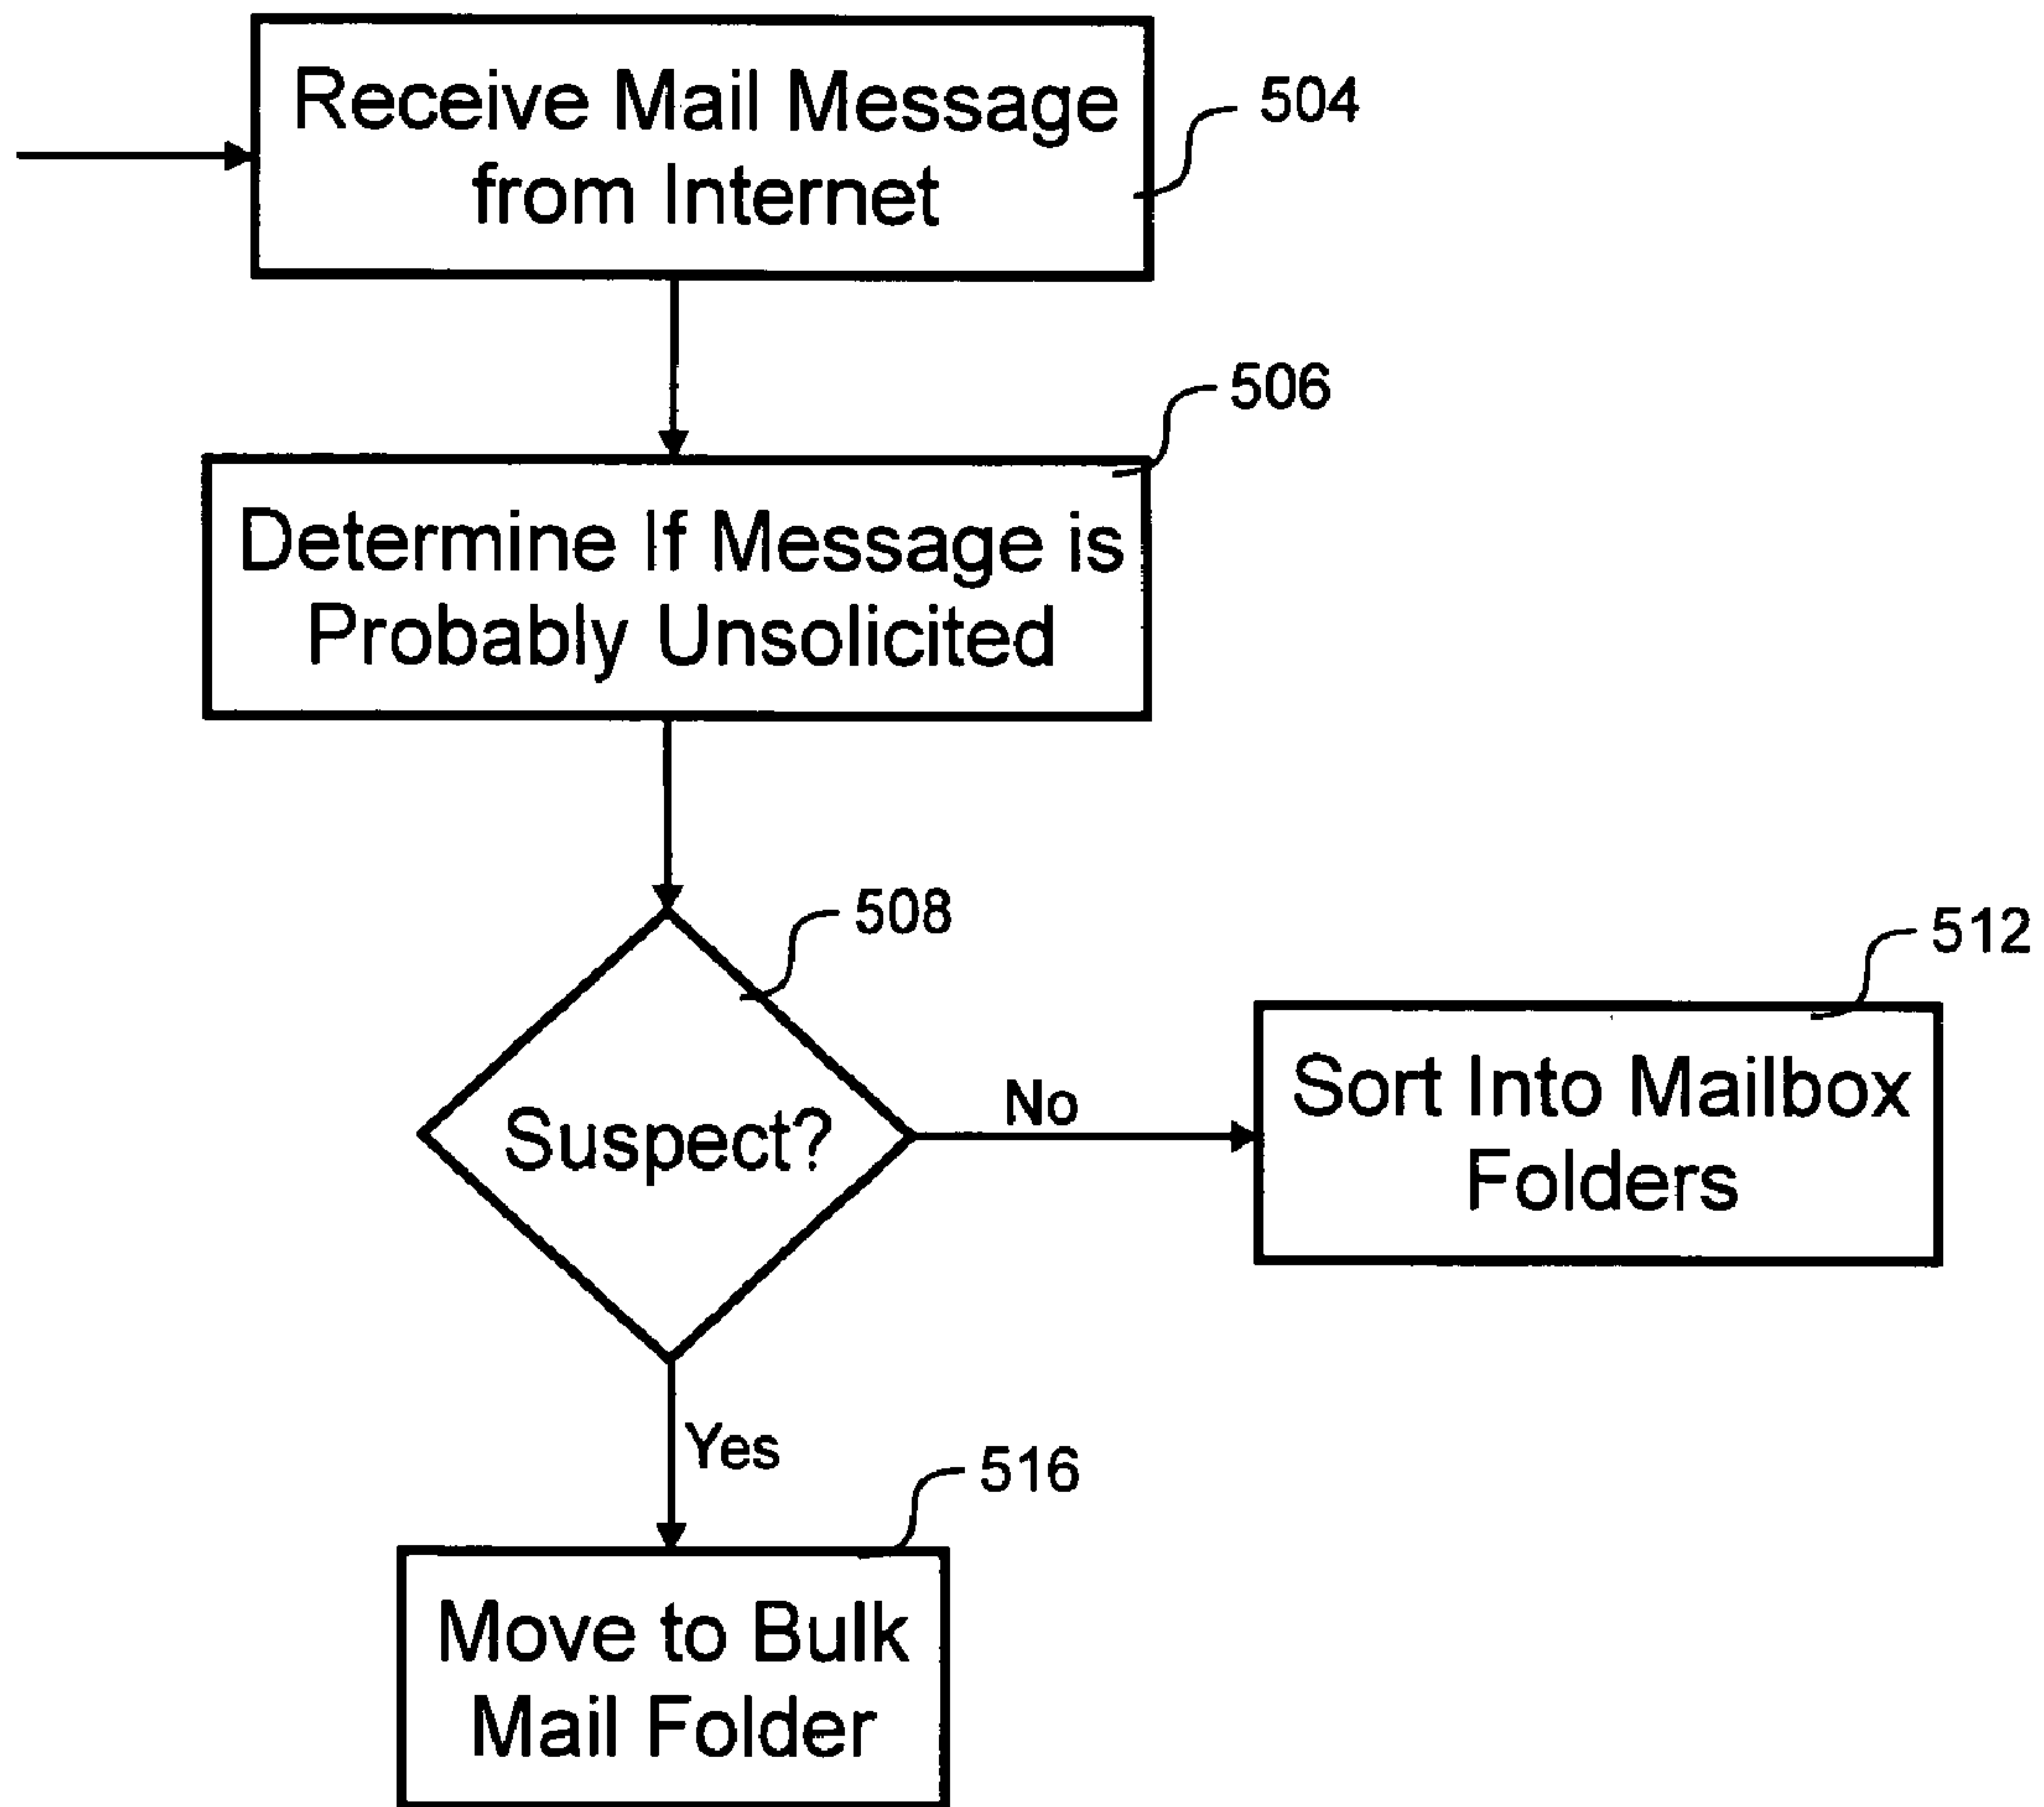 Receive Mail Message
from Internet
504
506
Determine If Message is
Probably Unsolicited
508
Suspect?
No
512
Sort Into Mailbox
Folders
Yes
516
Move to Bulk
Mail Folder